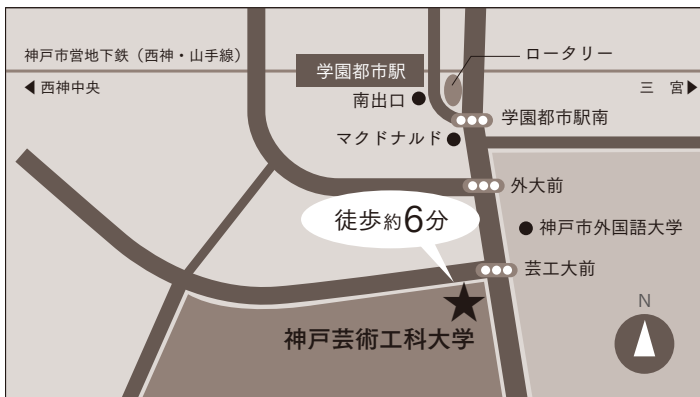 神戸市営地下鉄（西神・山手線）
学園都市駅
ロータリー
◀ 西神中央
南出口
三　宮▶
学園都市駅南
マクドナルド
外大前
徒歩約6分
神戸市外国語大学
芸工大前
N
神戸芸術工科大学